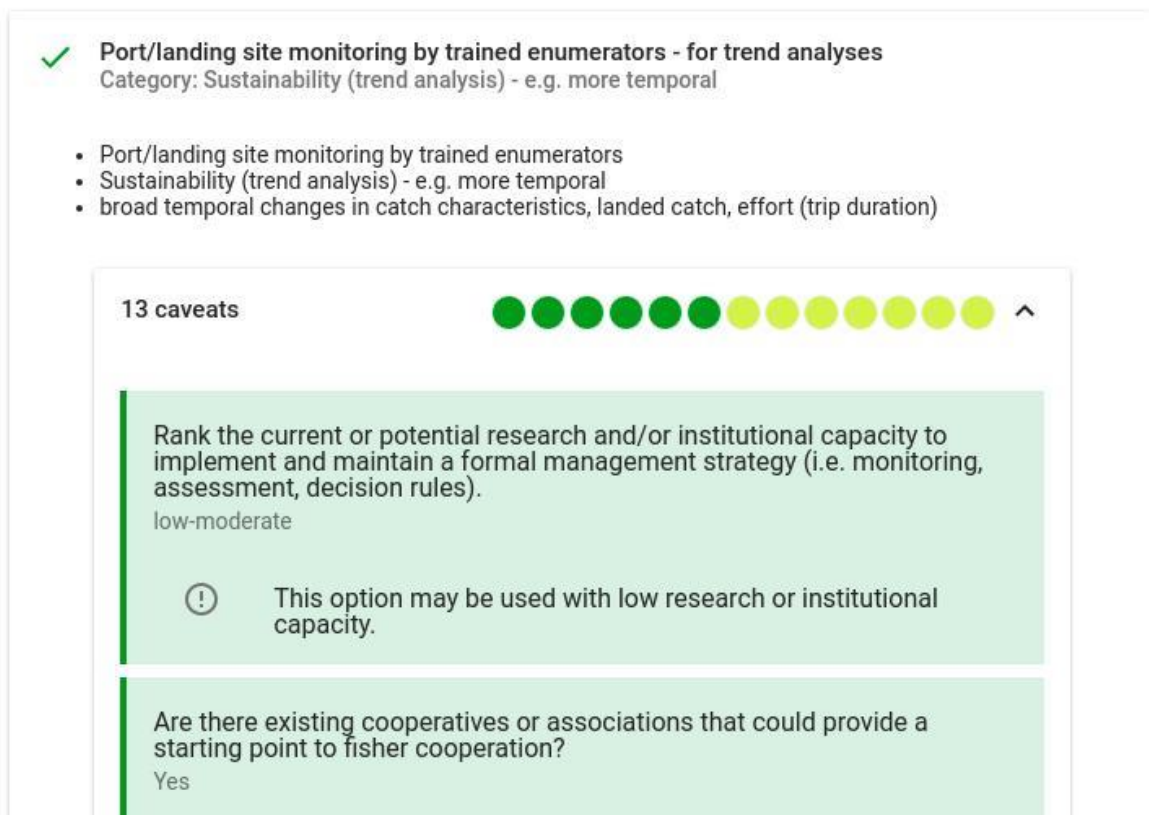 Port/landing site monitoring by trained enumerators - for trend analyses
Category: Sustainability (trend analysis) - e.g. more temporal
Port/landing site monitoring by trained enumerators
Sustainability (trend analysis) - e.g. more temporal
broad temporal changes in catch characteristics, landed catch, effort (trip duration)
13 caveats
Rank the current or potential research and/or institutional capacity to
implement and maintain a formal management strategy (i.e. monitoring,
assessment, decision rules).
low-moderate
This option may be used with low research or institutional
capacity.
Are there existing cooperatives or associations that could provide a
starting point to fisher cooperation?
Yes